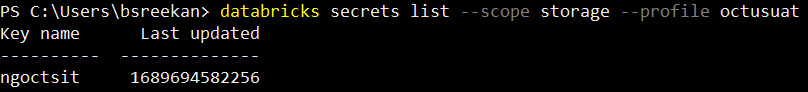 PS C:\Users\bsreekan> databricks secrets list --scope storage --profile octusuat
Key name      Last updated
----------  --------------
ngoctsit     1689694582256